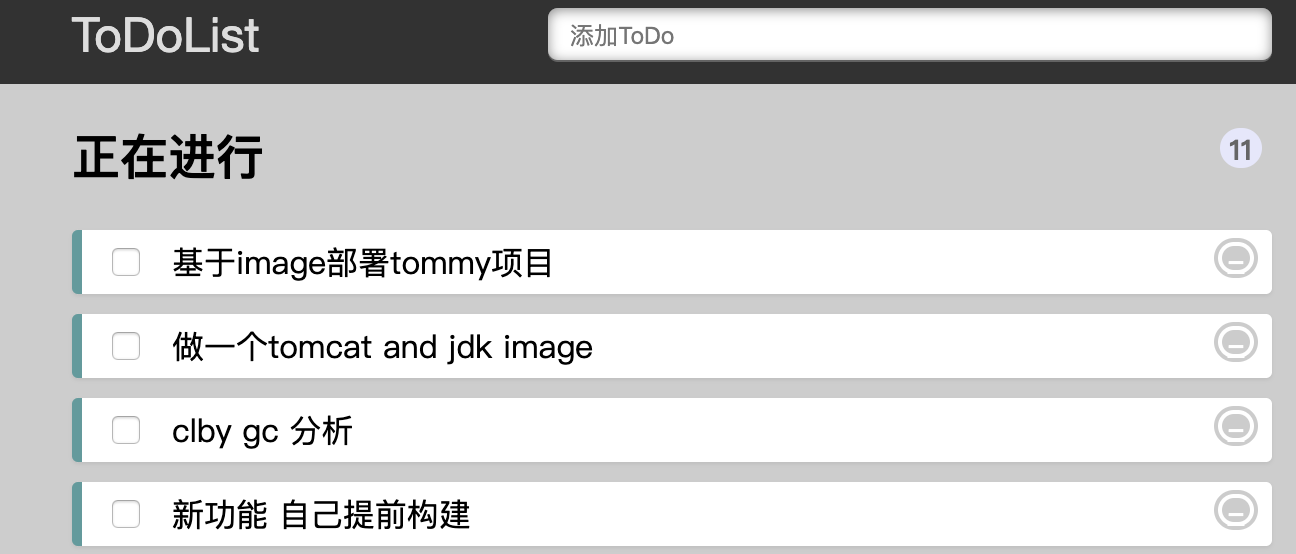 ToDoList
添加ToDo
正在进行
11
基于image部署tommy项目
做一个tomcat and jdk image
clby gc 分析
新功能 自己提前构建